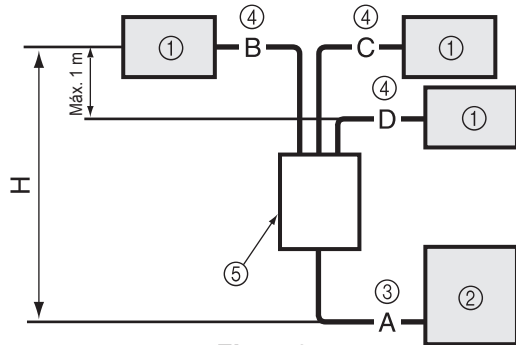 ④ ④
① B C ①
Máx. 1 m
④
D ①
H
⑤
③
A ②